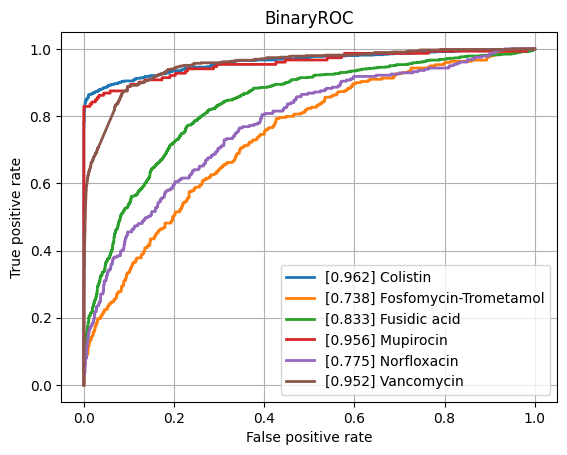 BinaryROC
True positive rate
1.0
0.8
0.6
0.4
0.2
0.0
[0.962] Colistin
[0.738] Fosfomycin-Trometamol
[0.833] Fusidic acid
[0.956] Mupirocin
[0.775] Norfloxacin
[0.952] Vancomycin
0.0 0.2 0.4 0.6 0.8 1.0
False positive rate